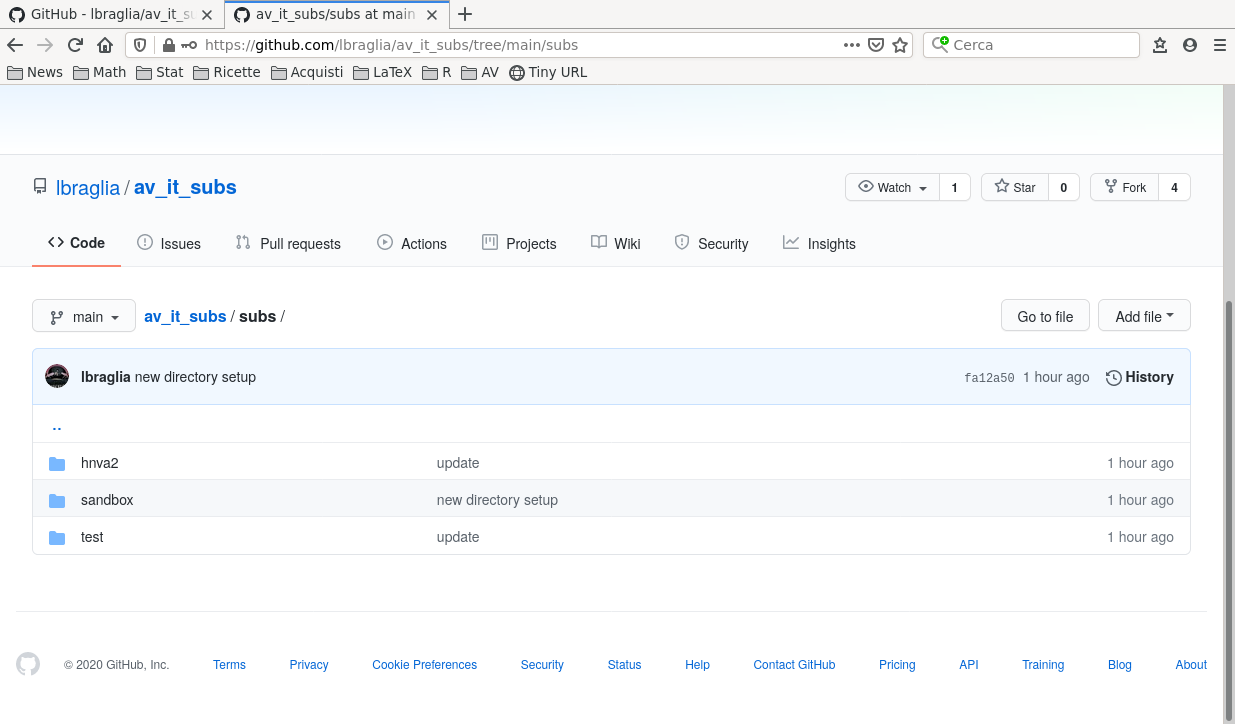 GitHub - lbraglia/av_it_su
av_it_subs/subs at main
https://github.com/lbraglia/av_it_subs/tree/main/subs
Cerca
News Math Stat Ricette Acquisti LaTeX R AV Tiny URL
lbraglia / av_it_subs
Watch 1 Star 0 Fork 4
Code Issues Pull requests Actions Projects Wiki Security Insights
main av_it_subs / subs / Go to file Add file
lbraglia new directory setup fa12a50 1 hour ago History
..
hnva2 update 1 hour ago
sandbox new directory setup 1 hour ago
test update 1 hour ago
© 2020 GitHub, Inc. Terms Privacy Cookie Preferences Security Status Help Contact GitHub Pricing API Training Blog About